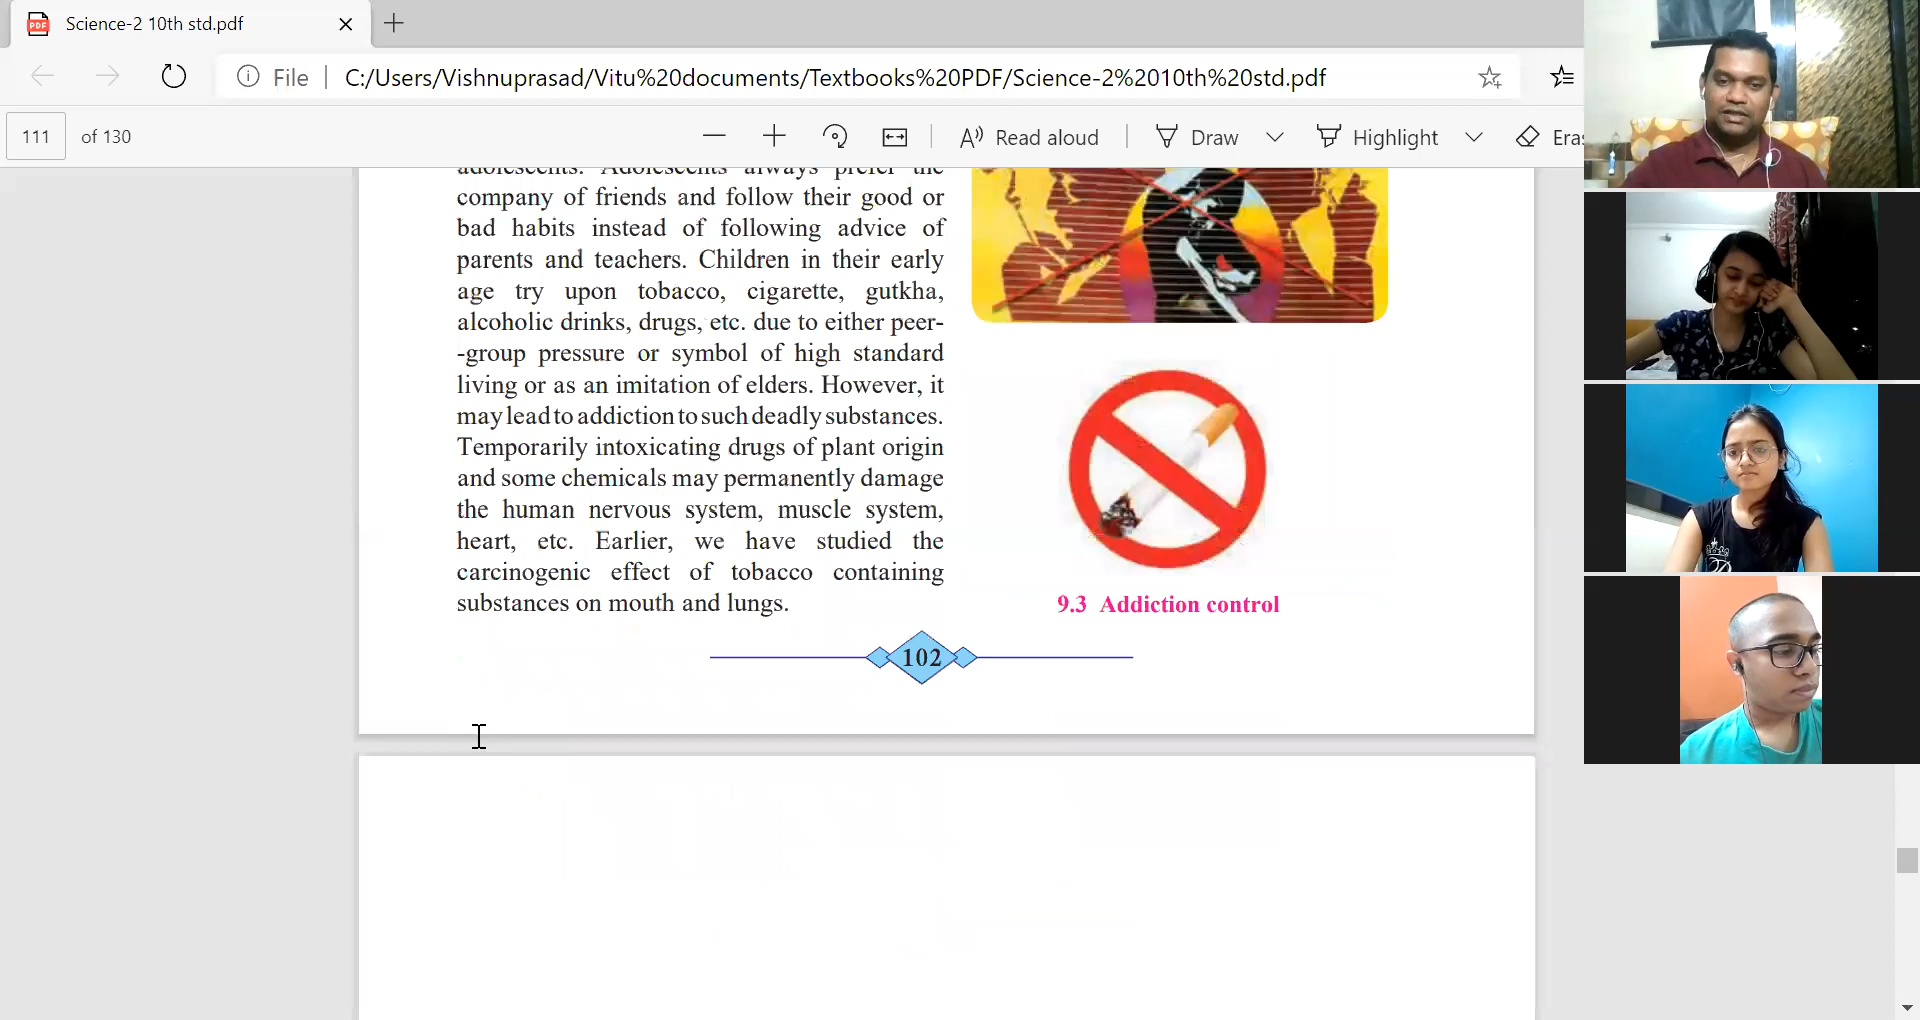 Science-2 10th std.pdf
File
C:/Users/Vishnuprasad/Vitu%20documents/Textbooks%20PDF/Science-2%2010th%20std.pdf
111 of 130
Read aloud
Draw
Highlight
Eras
adolescents. Adolescents always prefer the
company of friends and follow their good or
bad habits instead of following advice of
parents and teachers. Children in their early
age try upon tobacco, cigarette, gutkha,
alcoholic drinks, drugs, etc. due to either peer-
-group pressure or symbol of high standard
living or as an imitation of elders. However, it
may lead to addiction to such deadly substances.
Temporarily intoxicating drugs of plant origin
and some chemicals may permanently damage
the human nervous system, muscle system,
heart, etc. Earlier, we have studied the
carcinogenic effect of tobacco containing
substances on mouth and lungs.
9.3 Addiction control
102